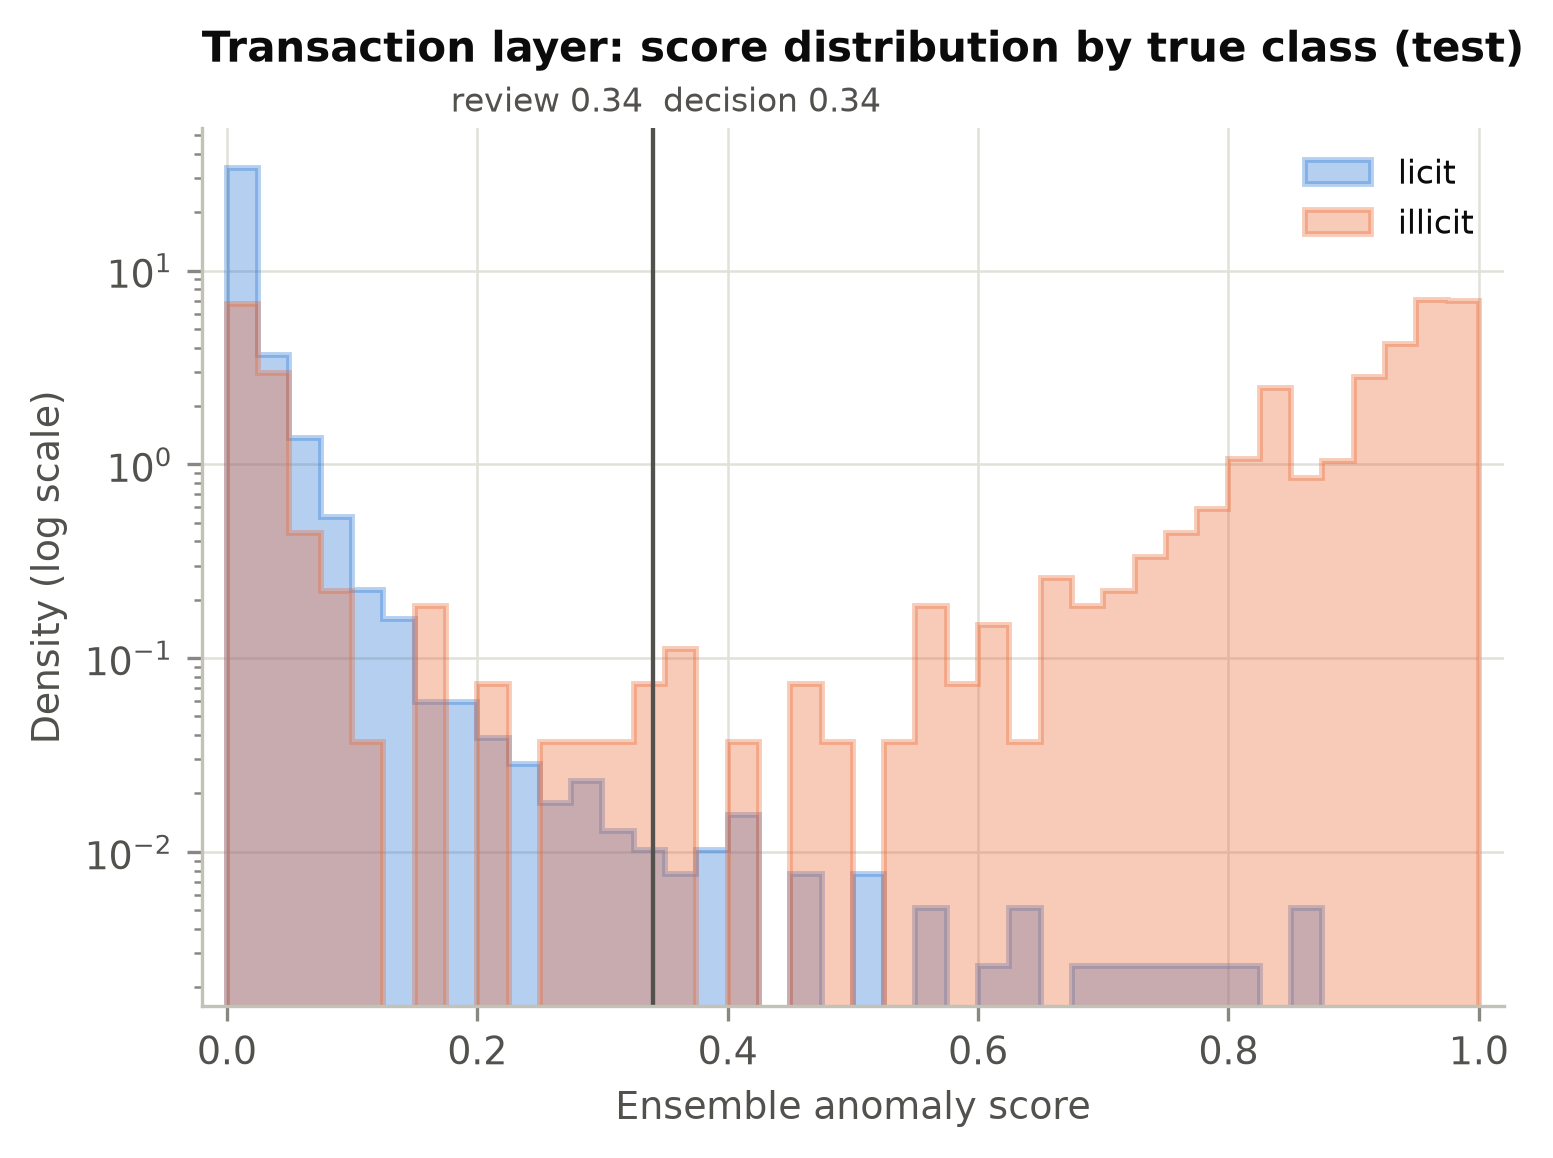 Transaction layer: score distribution by true class (test)
review 0.34 decision 0.34
licit
illicit
Density (log scale)
10¹
10⁰
10⁻¹
10⁻²
0.0 0.2 0.4 0.6 0.8 1.0
Ensemble anomaly score